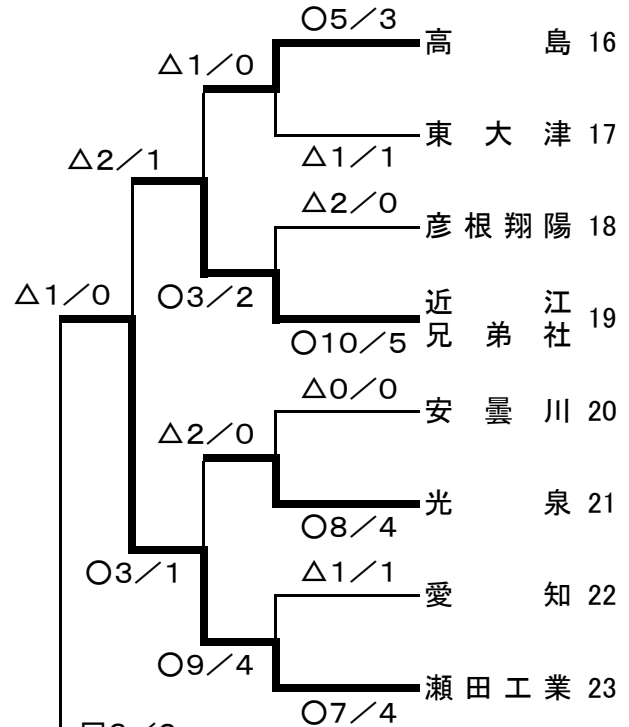 ○5/3
高島 16
△1/0
東大津 17
△1/1
△2/1
△2/0
彦根翔陽 18
△1/0
○3/2
近江兄弟社 19
○10/5
△0/0
安曇川 20
△2/0
光泉 21
○8/4
○3/1
△1/1
愛知 22
○9/4
瀬田工業 23
○7/4